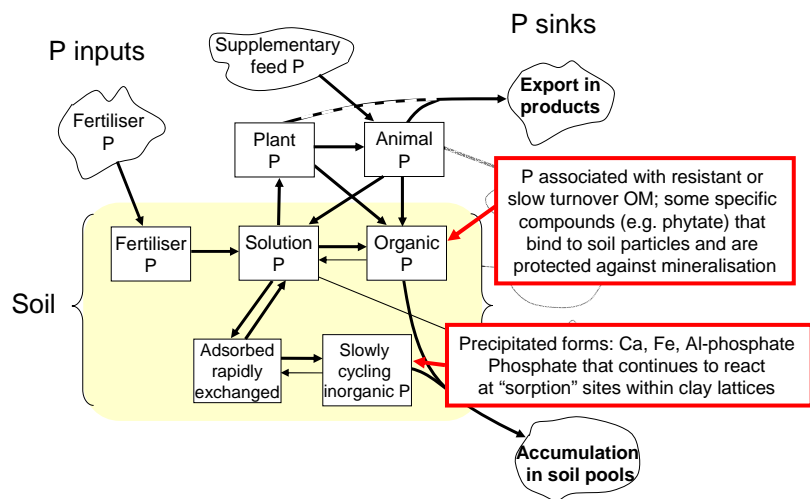 P inputs
P sinks
Supplementary
feed P
Export in
products
Fertiliser
P
Plant
P
Animal
P
P associated with resistant or
slow turnover OM; some specific
compounds (e.g. phytate) that
bind to soil particles and are
protected against mineralisation
Soil
Fertiliser
P
Solution
P
Organic
P
Adsorbed
rapidly
exchanged
Slowly
cycling
inorganic P
Precipitated forms: Ca, Fe, Al-phosphate
Phosphate that continues to react
at “sorption” sites within clay lattices
Accumulation
in soil pools